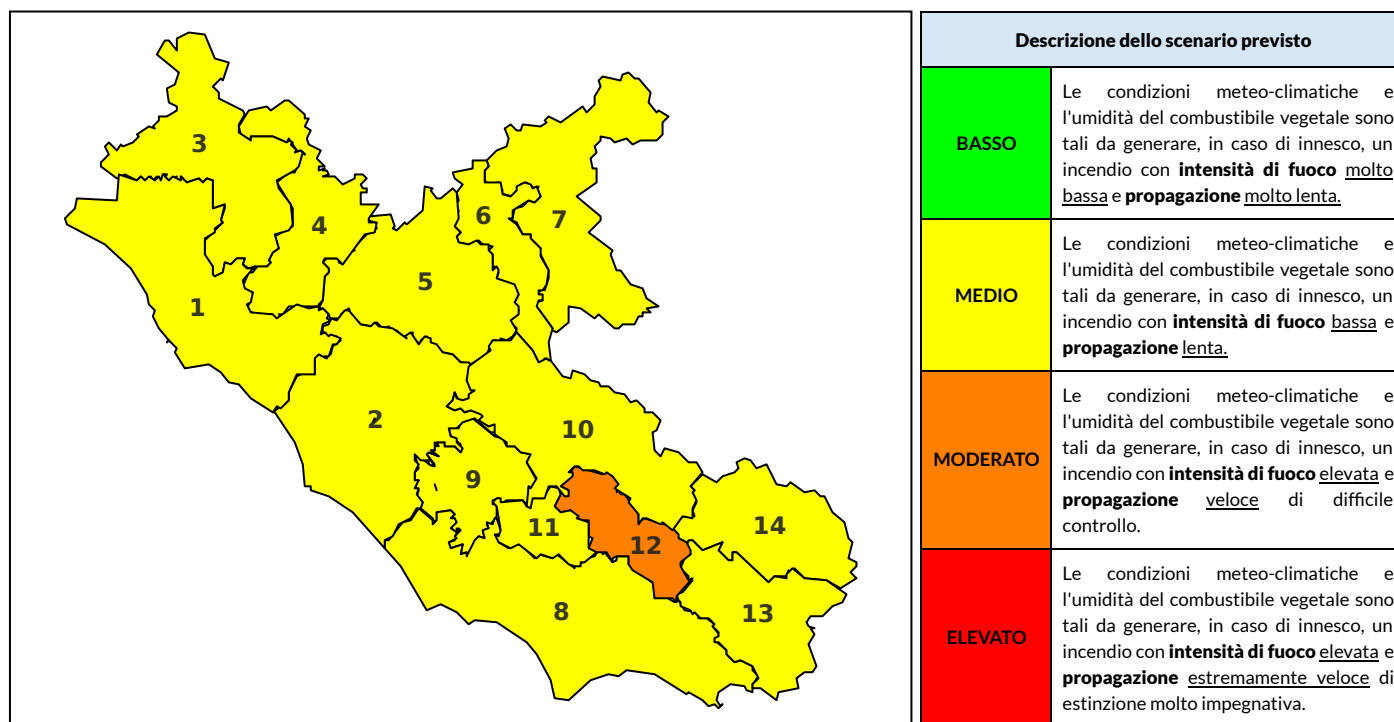 3
4
6
7
5
1
2
10
9
11
12
14
8
13
Descrizione dello scenario previsto
BASSO
Le condizioni meteo-climatiche e
l'umidità del combustibile vegetale sono
tali da generare, in caso di innesco, un
incendio con intensità di fuoco molto
bassa e propagazione molto lenta.
MEDIO
Le condizioni meteo-climatiche e
l'umidità del combustibile vegetale sono
tali da generare, in caso di innesco, un
incendio con intensità di fuoco bassa e
propagazione lenta.
MODERATO
Le condizioni meteo-climatiche e
l'umidità del combustibile vegetale sono
tali da generare, in caso di innesco, un
incendio con intensità di fuoco elevata e
propagazione veloce di difficile
controllo.
ELEVATO
Le condizioni meteo-climatiche e
l'umidità del combustibile vegetale sono
tali da generare, in caso di innesco, un
incendio con intensità di fuoco elevata e
propagazione estremamente veloce di
estinzione molto impegnativa.